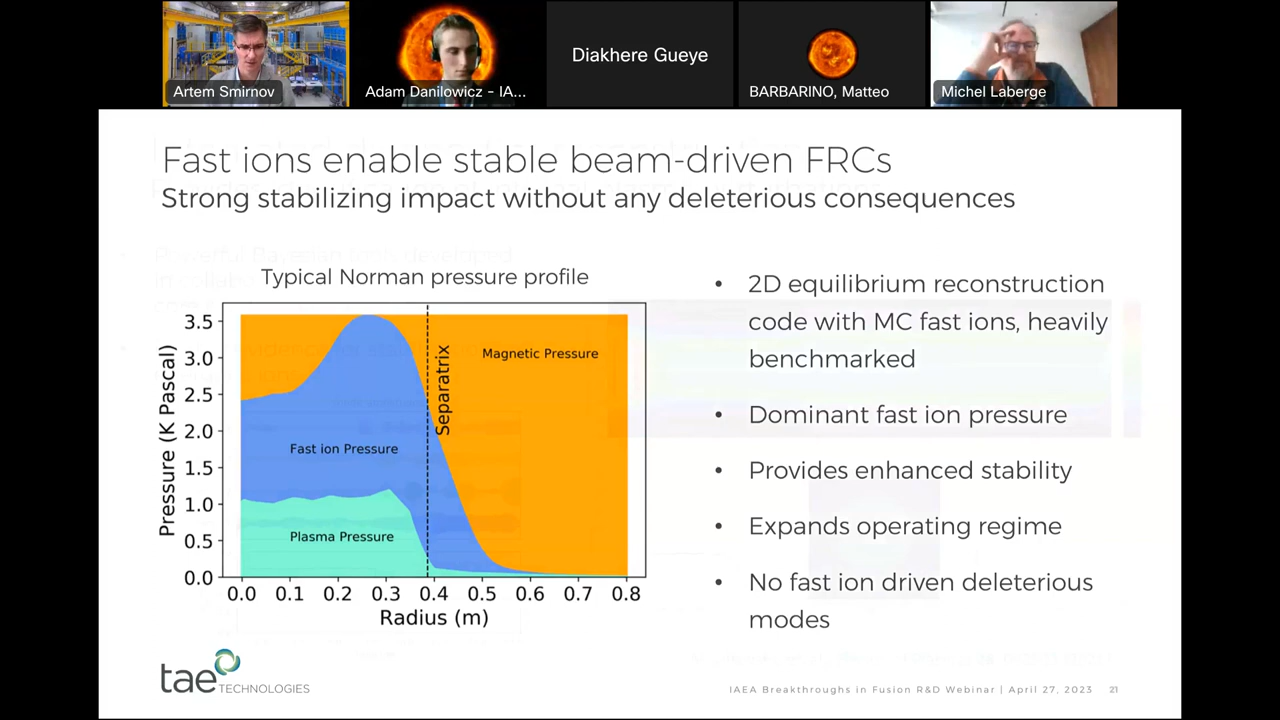 Artem Smirnov
Adam Danilowicz - IA...
Diakhere Gueye
BARBARINO, Matteo
Michel Laberge
Fast ions enable stable beam-driven FRCs
Strong stabilizing impact without any deleterious consequences
Typical Norman pressure profile
Pressure (K Pascal)
3.5
3.0
2.5
2.0
1.5
1.0
0.5
0.0
Magnetic Pressure
Separatrix
Fast ion Pressure
Plasma Pressure
0.0 0.1 0.2 0.3 0.4 0.5 0.6 0.7 0.8
Radius (m)
• 2D equilibrium reconstruction
code with MC fast ions, heavily
benchmarked
• Dominant fast ion pressure
• Provides enhanced stability
• Expands operating regime
• No fast ion driven deleterious
modes
tae TECHNOLOGIES
IAEA Breakthroughs in Fusion R&D Webinar | April 27, 2023 21